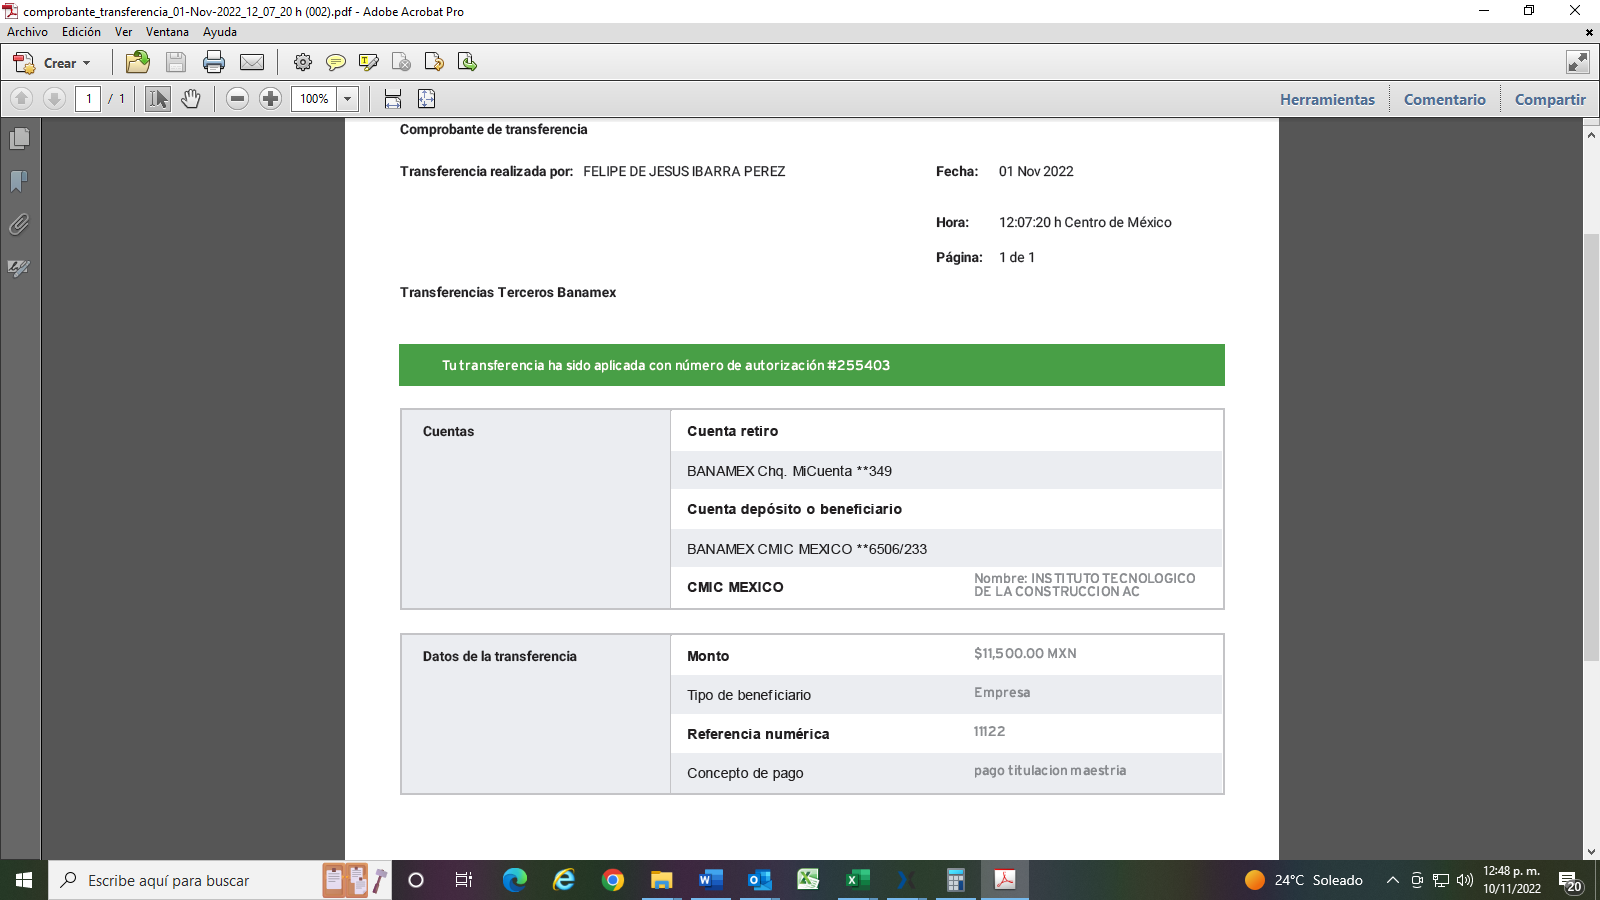 comprobante_transferencia_01-Nov-2022_12_07_20 h (002).pdf - Adobe Acrobat Pro
Archivo Edición Ver Ventana Ayuda
Crear
1 / 1 100% Herramientas Comentario Compartir
Comprobante de transferencia
Transferencia realizada por: FELIPE DE JESUS IBARRA PEREZ Fecha: 01 Nov 2022
Hora: 12:07:20 h Centro de México
Página: 1 de 1
Transferencias Terceros Banamex
Tu transferencia ha sido aplicada con número de autorización #255403
Cuentas Cuenta retiro
BANAMEX Chq. MiCuenta **349
Cuenta depósito o beneficiario
BANAMEX CMIC MEXICO **6506/233
CMIC MEXICO Nombre: INSTITUTO TECNOLOGICO
DE LA CONSTRUCCION AC
Datos de la transferencia Monto $11,500.00 MXN
Tipo de beneficiario Empresa
Referencia numérica 11122
Concepto de pago pago titulacion maestria
Escribe aquí para buscar 24°C Soleado 12:48 p. m.
10/11/2022 20